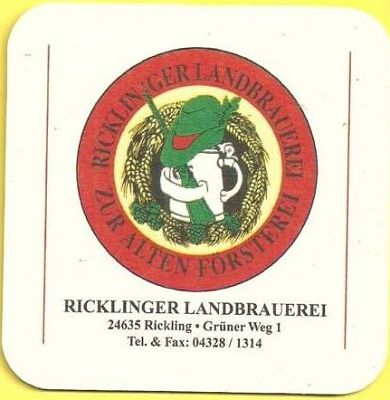 RICKLINGER LANDBRAUEREI
ZUR ALTEN FÖRSTEREI
RICKLINGER LANDBRAUEREI
24635 Rickling • Grüner Weg 1
Tel. & Fax: 04328 / 1314